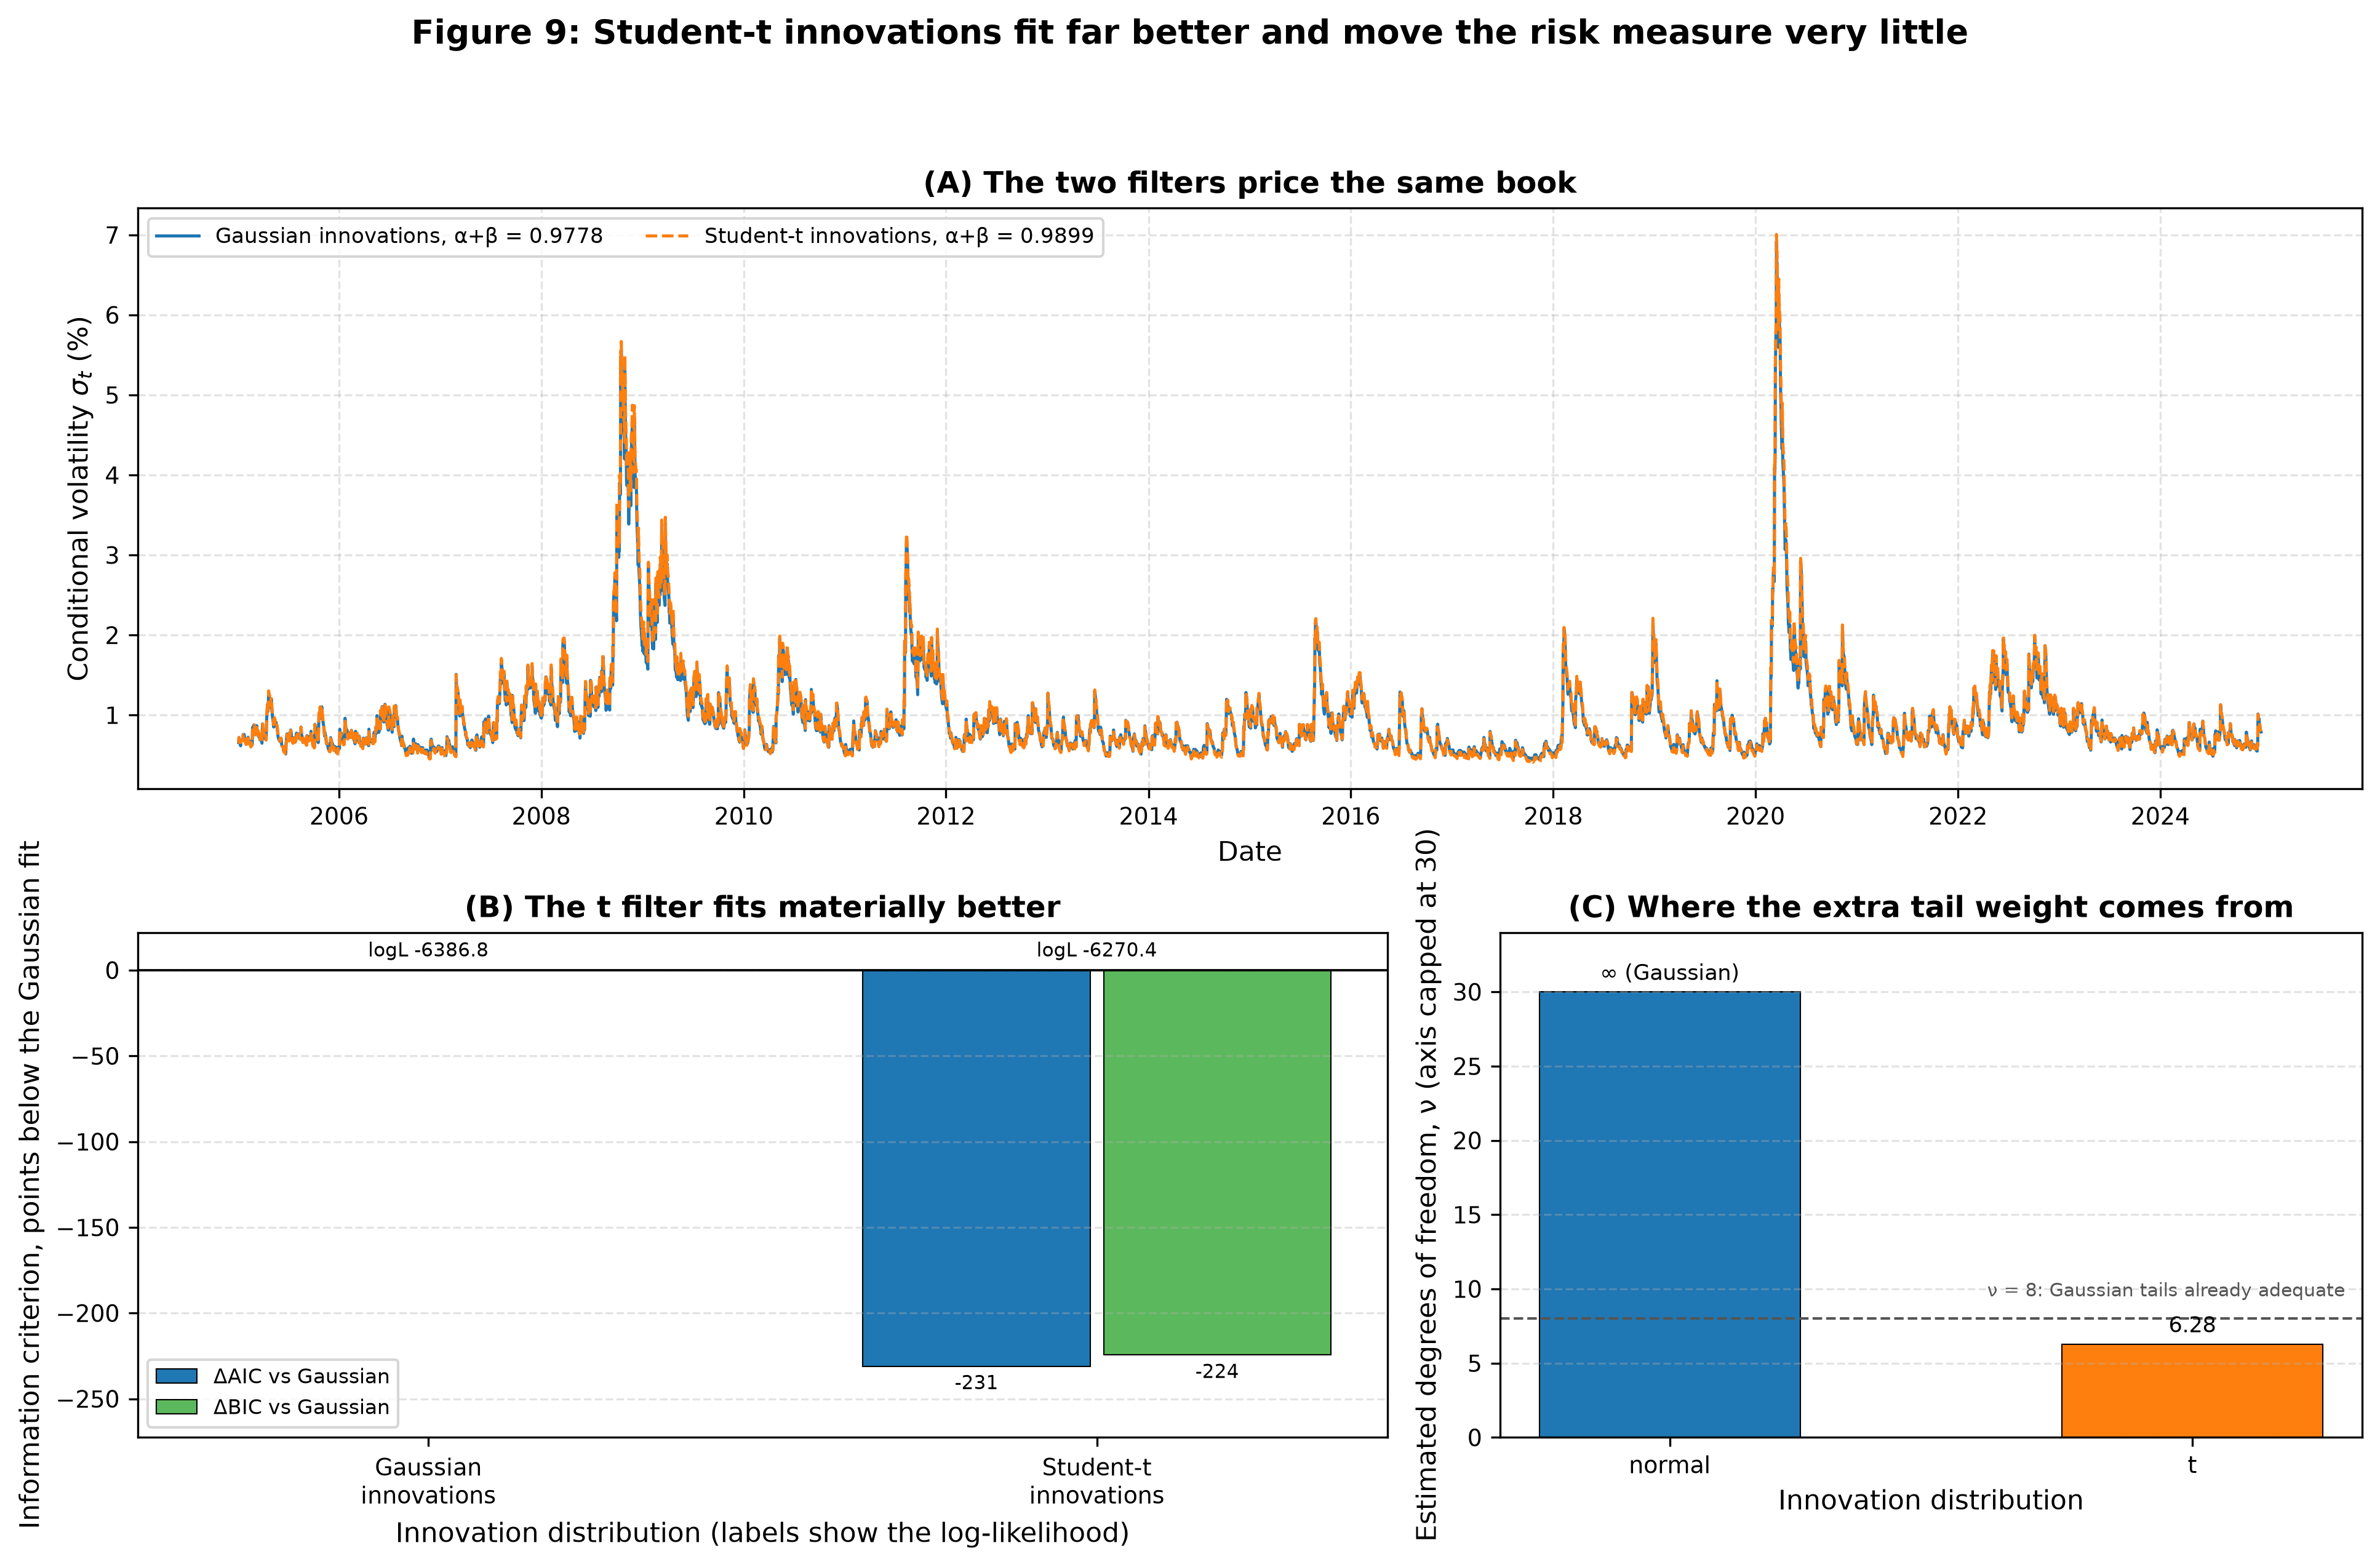 Figure 9: Student-t innovations fit far better and move the risk measure very little
(A) The two filters price the same book
Gaussian innovations, α+β = 0.9778
Student-t innovations, α+β = 0.9899
Conditional volatility σt (%)
7
6
5
4
3
2
1
2006
2008
2010
2012
2014
2016
2018
2020
2022
2024
Date
(B) The t filter fits materially better
Information criterion, points below the Gaussian fit
logL -6386.8
logL -6270.4
0
−50
−100
−150
−200
−250
-231
-224
ΔAIC vs Gaussian
ΔBIC vs Gaussian
Gaussian
innovations
Student-t
innovations
Innovation distribution (labels show the log-likelihood)
(C) Where the extra tail weight comes from
Estimated degrees of freedom, ν (axis capped at 30)
∞ (Gaussian)
30
25
20
15
10
5
0
ν = 8: Gaussian tails already adequate
6.28
normal
t
Innovation distribution